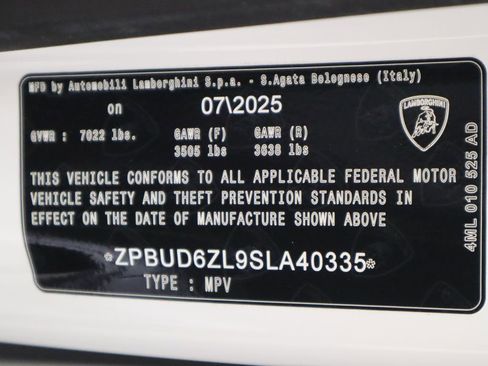 MFD by Automobili Lamborghini S.p.a. - S.Agata Bolognese (Italy)
on 07\2025
GVWR : 7022 lbs. GAWR (F) GAWR (R)
3505 lbs 3638 lbs
LAMBORGHINI
THIS VEHICLE CONFORMS TO ALL APPLICABLE FEDERAL MOTOR
VEHICLE SAFETY AND THEFT PREVENTION STANDARDS IN
EFFECT ON THE DATE OF MANUFACTURE SHOWN ABOVE
*ZPBUD6ZL9SLA40335*
TYPE : MPV
4ML 010 525 AD